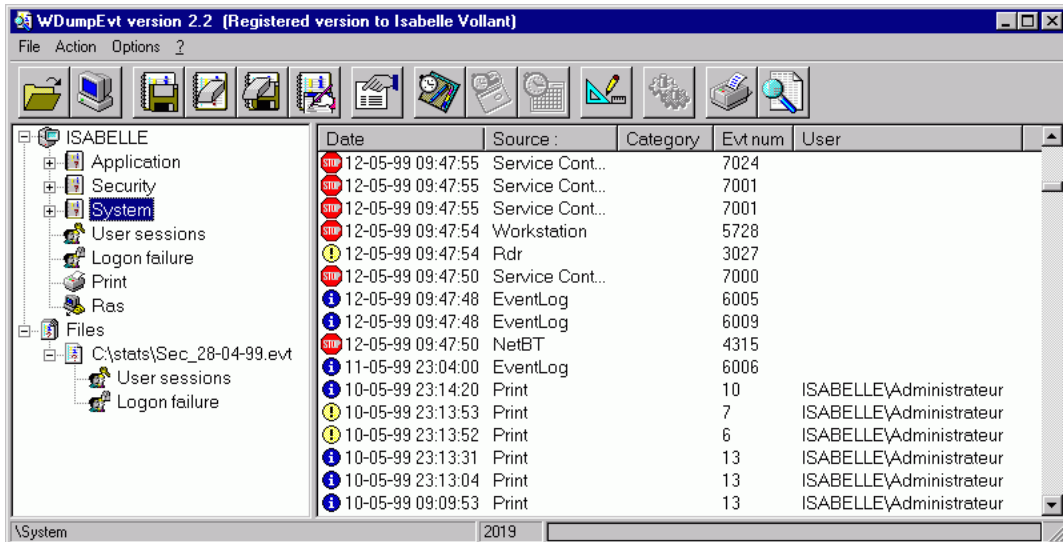 WDumpEvt version 2.2 (Registered version to Isabelle Vollant)
File Action Options ?
ISABELLE
Application
Security
System
User sessions
Logon failure
Print
Ras
Files
C:\stats\Sec_28-04-99.evt
User sessions
Logon failure
Date Source : Category Evt num User
STOP 12-05-99 09:47:55 Service Cont... 7024
STOP 12-05-99 09:47:55 Service Cont... 7001
STOP 12-05-99 09:47:55 Service Cont... 7001
STOP 12-05-99 09:47:54 Workstation 5728
! 12-05-99 09:47:54 Rdr 3027
STOP 12-05-99 09:47:50 Service Cont... 7000
i 12-05-99 09:47:48 EventLog 6005
i 12-05-99 09:47:48 EventLog 6009
STOP 12-05-99 09:47:50 NetBT 4315
i 11-05-99 23:04:00 EventLog 6006
i 10-05-99 23:14:20 Print 10 ISABELLE\Administrateur
! 10-05-99 23:13:53 Print 7 ISABELLE\Administrateur
! 10-05-99 23:13:52 Print 6 ISABELLE\Administrateur
i 10-05-99 23:13:31 Print 13 ISABELLE\Administrateur
i 10-05-99 23:13:04 Print 13 ISABELLE\Administrateur
i 10-05-99 09:09:53 Print 13 ISABELLE\Administrateur
\System 2019